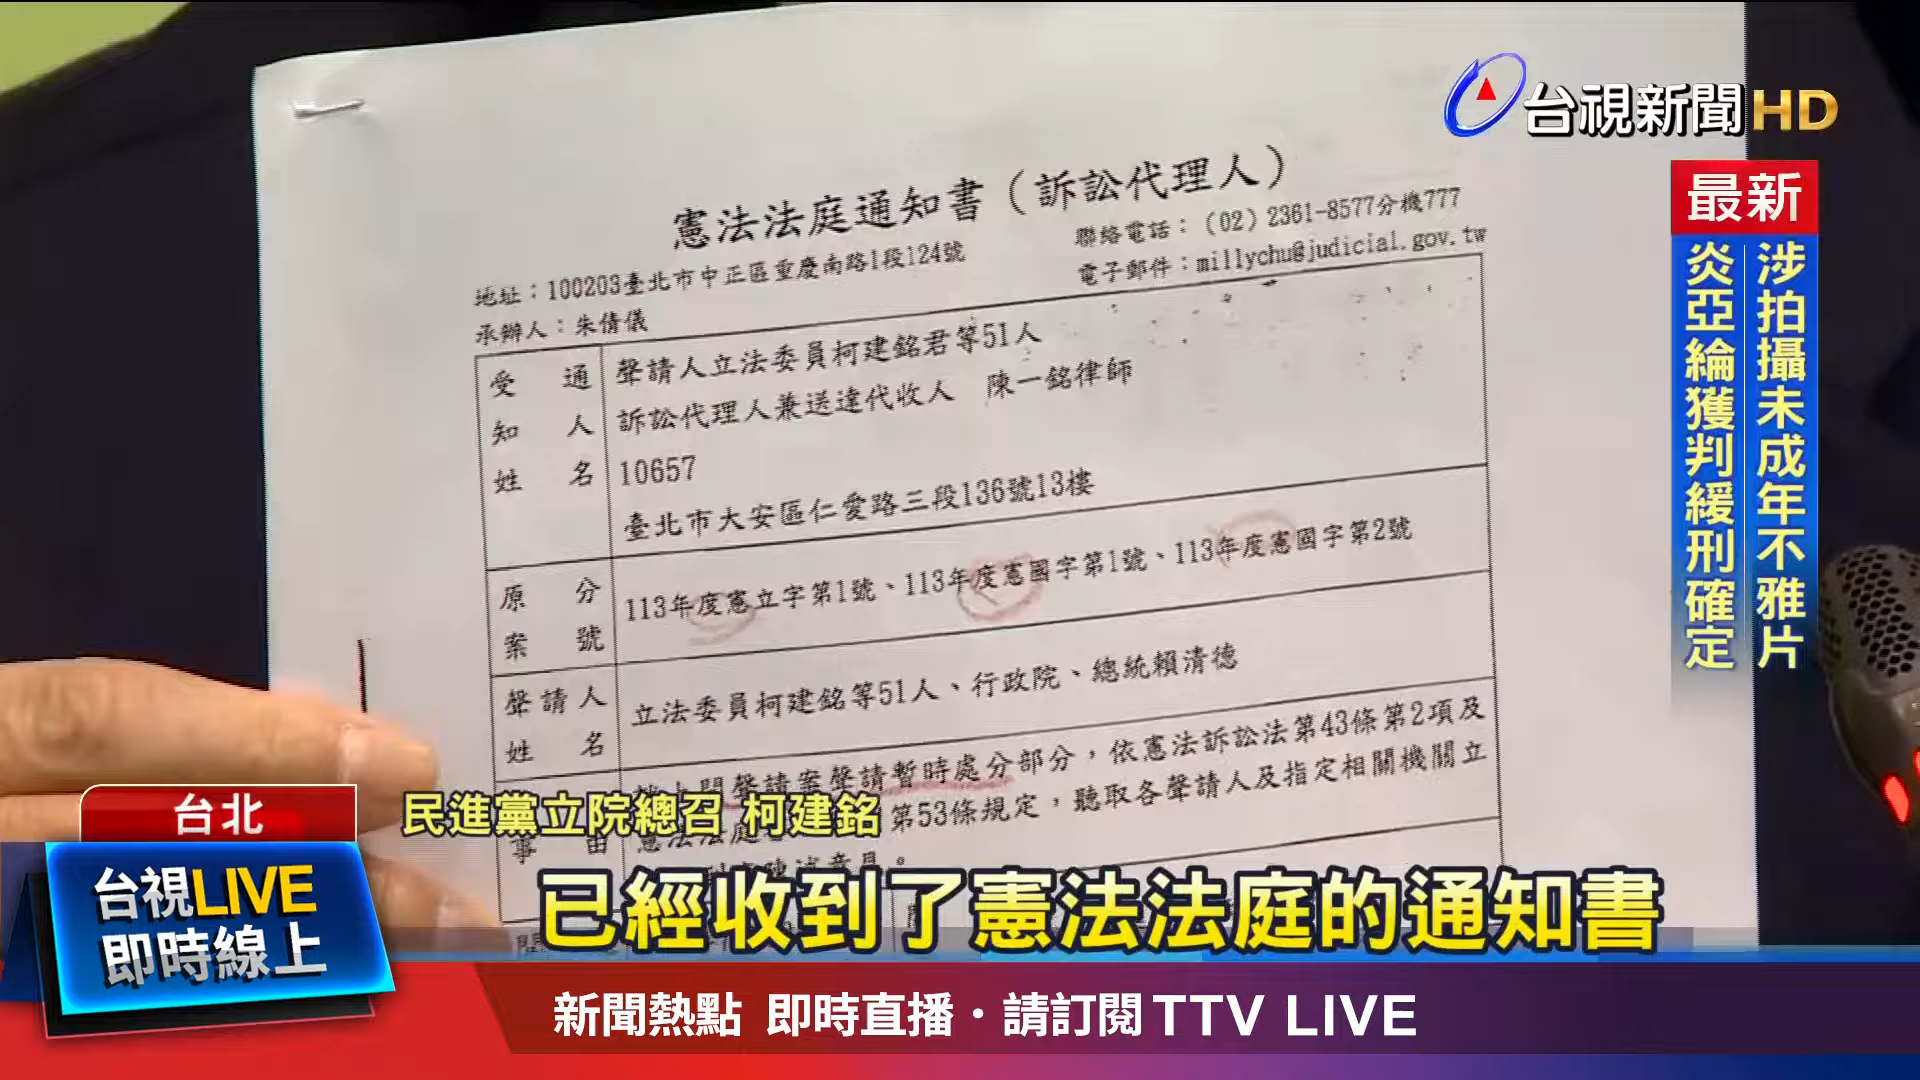 台視新聞HD
最新
涉拍攝未成年不雅片
炎亞綸獲判緩刑確定
憲法法庭通知書（訴訟代理人）
地址：100203臺北市中正區重慶南路1段124號
聯絡電話：（02）2361-8577分機777
承辦人：朱倩儀
電子郵件：millychu@judicial.gov.tw
受通知人姓名
聲請人立法委員柯建銘君等51人
訴訟代理人兼送達代收人　陳一銘律師
10657
臺北市大安區仁愛路三段136號13樓
原分案號
113年度憲立字第1號、113年度憲國字第1號、113年度憲國字第2號
聲請人姓名
立法委員柯建銘等51人、行政院、總統賴清德
事由
聲請案聲請暫時處分部分，依憲法訴訟法第43條第2項及
第53條規定，聽取各聲請人及指定相關機關立
台北
民進黨立院總召 柯建銘
已經收到了憲法法庭的通知書
台視LIVE
即時線上
新聞熱點 即時直播・請訂閱TTV LIVE